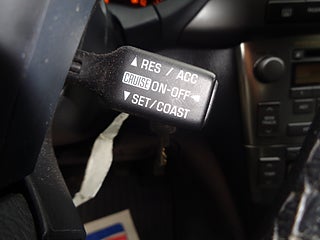 ▲ RES / ACC
CRUISE ON-OFF ◄
▼ SET/COAST